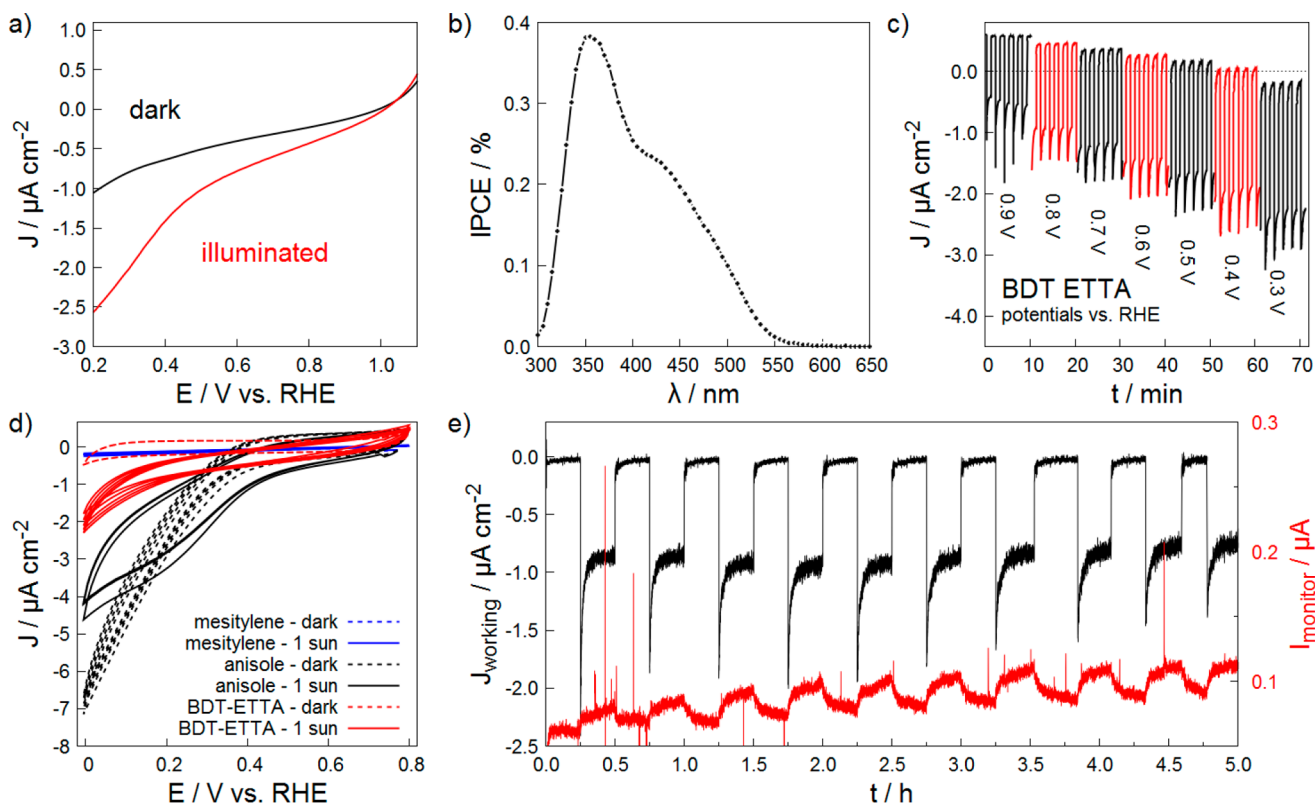 a)
1.0
0.5
0.0
-0.5
-1.0
-1.5
-2.0
-2.5
-3.0
J / µA cm-2
dark
illuminated
0.2 0.4 0.6 0.8 1.0
E / V vs. RHE
b)
0.4
0.3
0.2
0.1
0.0
IPCE / %
300 350 400 450 500 550 600 650
λ / nm
c)
0.0
-1.0
-2.0
-3.0
-4.0
J / µA cm-2
0.9 V
0.8 V
0.7 V
0.6 V
0.5 V
0.4 V
0.3 V
BDT ETTA
potentials vs. RHE
0 10 20 30 40 50 60 70
t / min
d)
0
-1
-2
-3
-4
-5
-6
-7
-8
J / µA cm-2
mesitylene - dark
mesitylene - 1 sun
anisole - dark
anisole - 1 sun
BDT-ETTA - dark
BDT-ETTA - 1 sun
0 0.2 0.4 0.6 0.8
E / V vs. RHE
e)
0.0
-0.5
-1.0
-1.5
-2.0
-2.5
Jworking / µA cm-2
0.3
0.2
0.1
Imonitor / µA
0.0 0.5 1.0 1.5 2.0 2.5 3.0 3.5 4.0 4.5 5.0
t / h